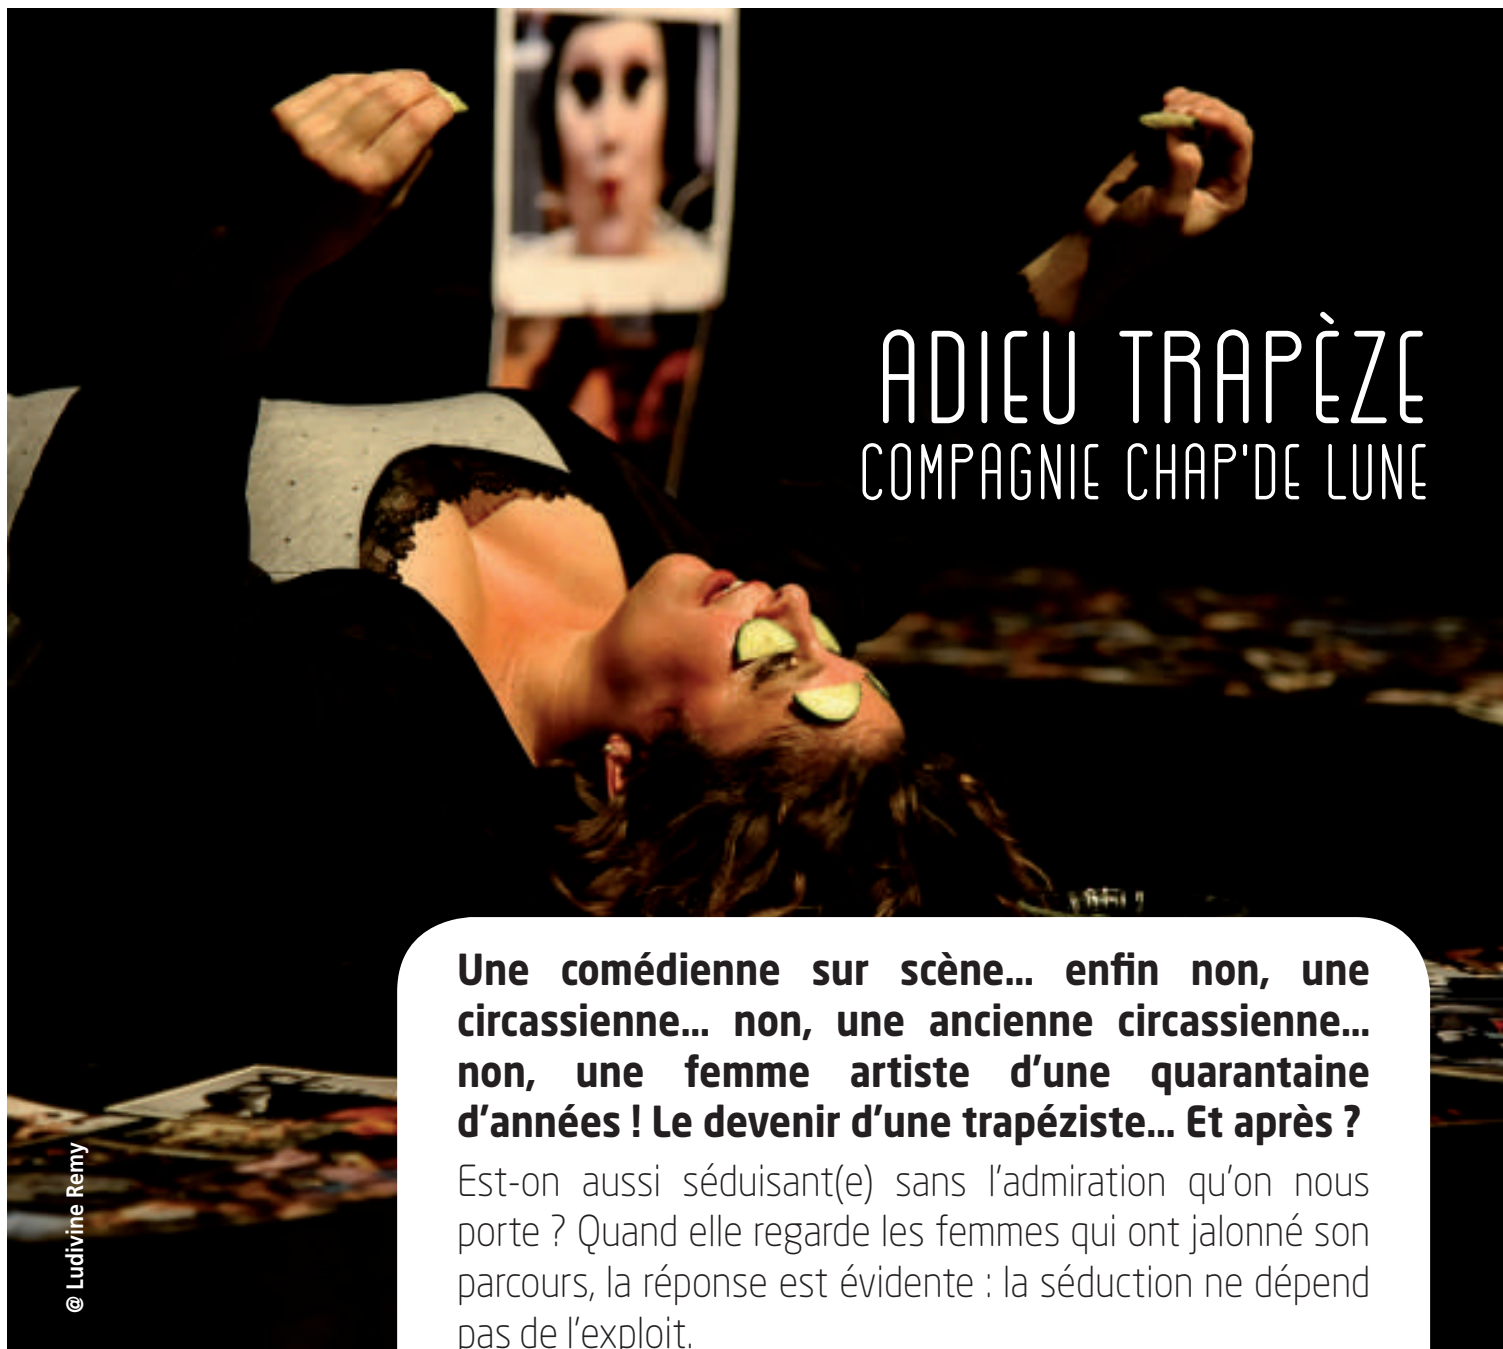 ADIEU TRAPÈZE
COMPAGNIE CHAP'DE LUNE
Une comédienne sur scène... enfin non, une
circassienne... non, une ancienne circassienne...
non, une femme artiste d'une quarantaine
d'années ! Le devenir d'une trapéziste... Et après ?
Est-on aussi séduisant(e) sans l'admiration qu'on nous
porte ? Quand elle regarde les femmes qui ont jalonné son
parcours, la réponse est évidente : la séduction ne dépend
pas de l'exploit.
@ Ludivine Remy